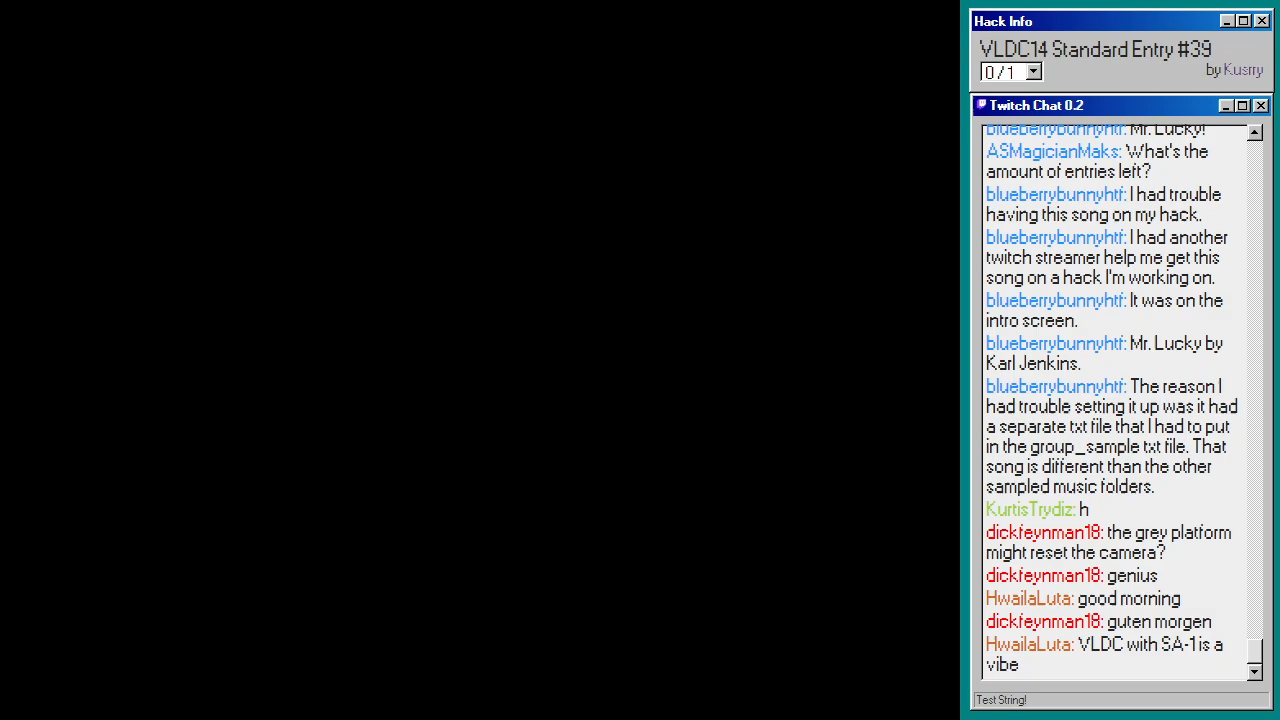 Hack Info
VLDC14 Standard Entry #39
0/1
by Kusrry
Twitch Chat 0.2
blueberrybunnyhtf: Mr. Lucky!
ASMagicianMaks: What's the
amount of entries left?
blueberrybunnyhtf: I had trouble
having this song on my hack.
blueberrybunnyhtf: I had another
twitch streamer help me get this
song on a hack I'm working on.
blueberrybunnyhtf: It was on the
intro screen.
blueberrybunnyhtf: Mr. Lucky by
Karl Jenkins.
blueberrybunnyhtf: The reason I
had trouble setting it up was it had
a separate txt file that I had to put
in the group_sample txt file. That
song is different than the other
sampled music folders.
KurtisTrydiz: h
dickfeynman18: the grey platform
might reset the camera?
dickfeynman18: genius
HwailaLuta: good morning
dickfeynman18: guten morgen
HwailaLuta: VLDC with SA-1 is a
vibe
Test String!